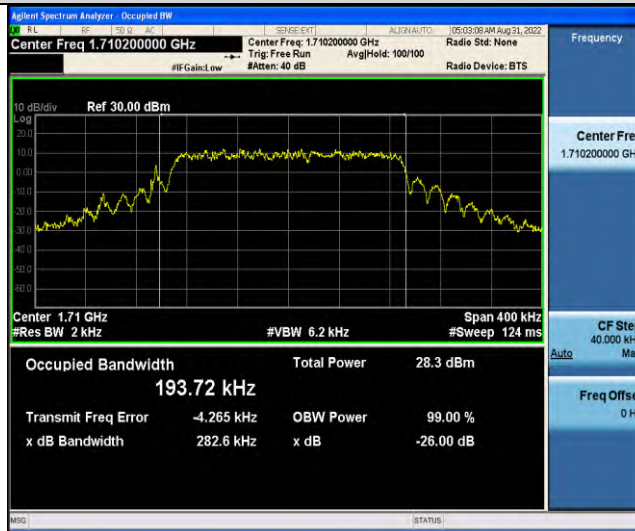 Agilent Spectrum Analyzer - Occupied BW
RL RF 50 Ω AC SENSE:EXT ALIGN AUTO 05:03:08 AM Aug 31, 2022
Center Freq 1.710200000 GHz
Center Freq: 1.710200000 GHz
Radio Std: None
Trig: Free Run Avg|Hold: 100/100
#IFGain:Low #Atten: 40 dB
Radio Device: BTS
Frequency
10 dB/div Ref 30.00 dBm
Log
20.0
10.0
0.00
-10.0
-20.0
-30.0
-40.0
-50.0
-60.0
Center 1.71 GHz Span 400 kHz
#Res BW 2 kHz #VBW 6.2 kHz #Sweep 124 ms
Occupied Bandwidth Total Power 28.3 dBm
193.72 kHz
Transmit Freq Error -4.265 kHz OBW Power 99.00 %
x dB Bandwidth 282.6 kHz x dB -26.00 dB
Center Fre
1.710200000 GH
CF Ste
40.000 kH
Auto Ma
Freq Offse
0 H
MSG STATUS